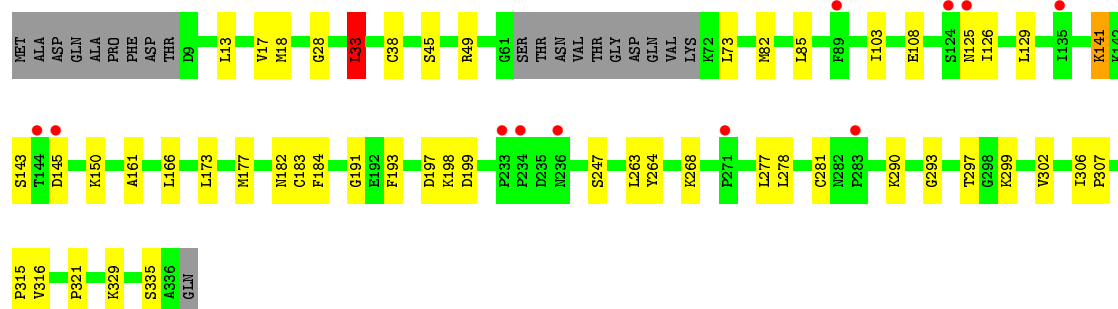 MET ALA ASP GLN ALA PRO PHE ASP THR D9 L13 V17 M18 G28 L33 C38 S45 R49 G61 SER THR ASN VAL THR GLY ASP GLN VAL LYS K72 L73 M82 L85 F89 I103 E108 S124 N125 I126 L129 I135 K141 K142
S143 T144 D145 K150 A161 L166 L173 M177 N182 C183 F184 G191 E192 F193 D197 K198 D199 P233 P234 D235 N236 S247 L263 Y264 K268 P271 L277 L278 C281 N282 P283 K290 G293 T297 G298 K299 V302 I306 P307
P315 V316 P321 K329 S335 A336 GLN